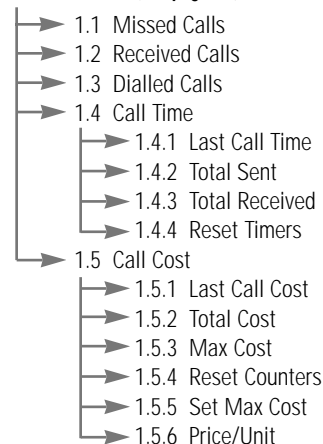 1.1 Missed Calls
1.2 Received Calls
1.3 Dialled Calls
1.4 Call Time
1.4.1 Last Call Time
1.4.2 Total Sent
1.4.3 Total Received
1.4.4 Reset Timers
1.5 Call Cost
1.5.1 Last Call Cost
1.5.2 Total Cost
1.5.3 Max Cost
1.5.4 Reset Counters
1.5.5 Set Max Cost
1.5.6 Price/Unit